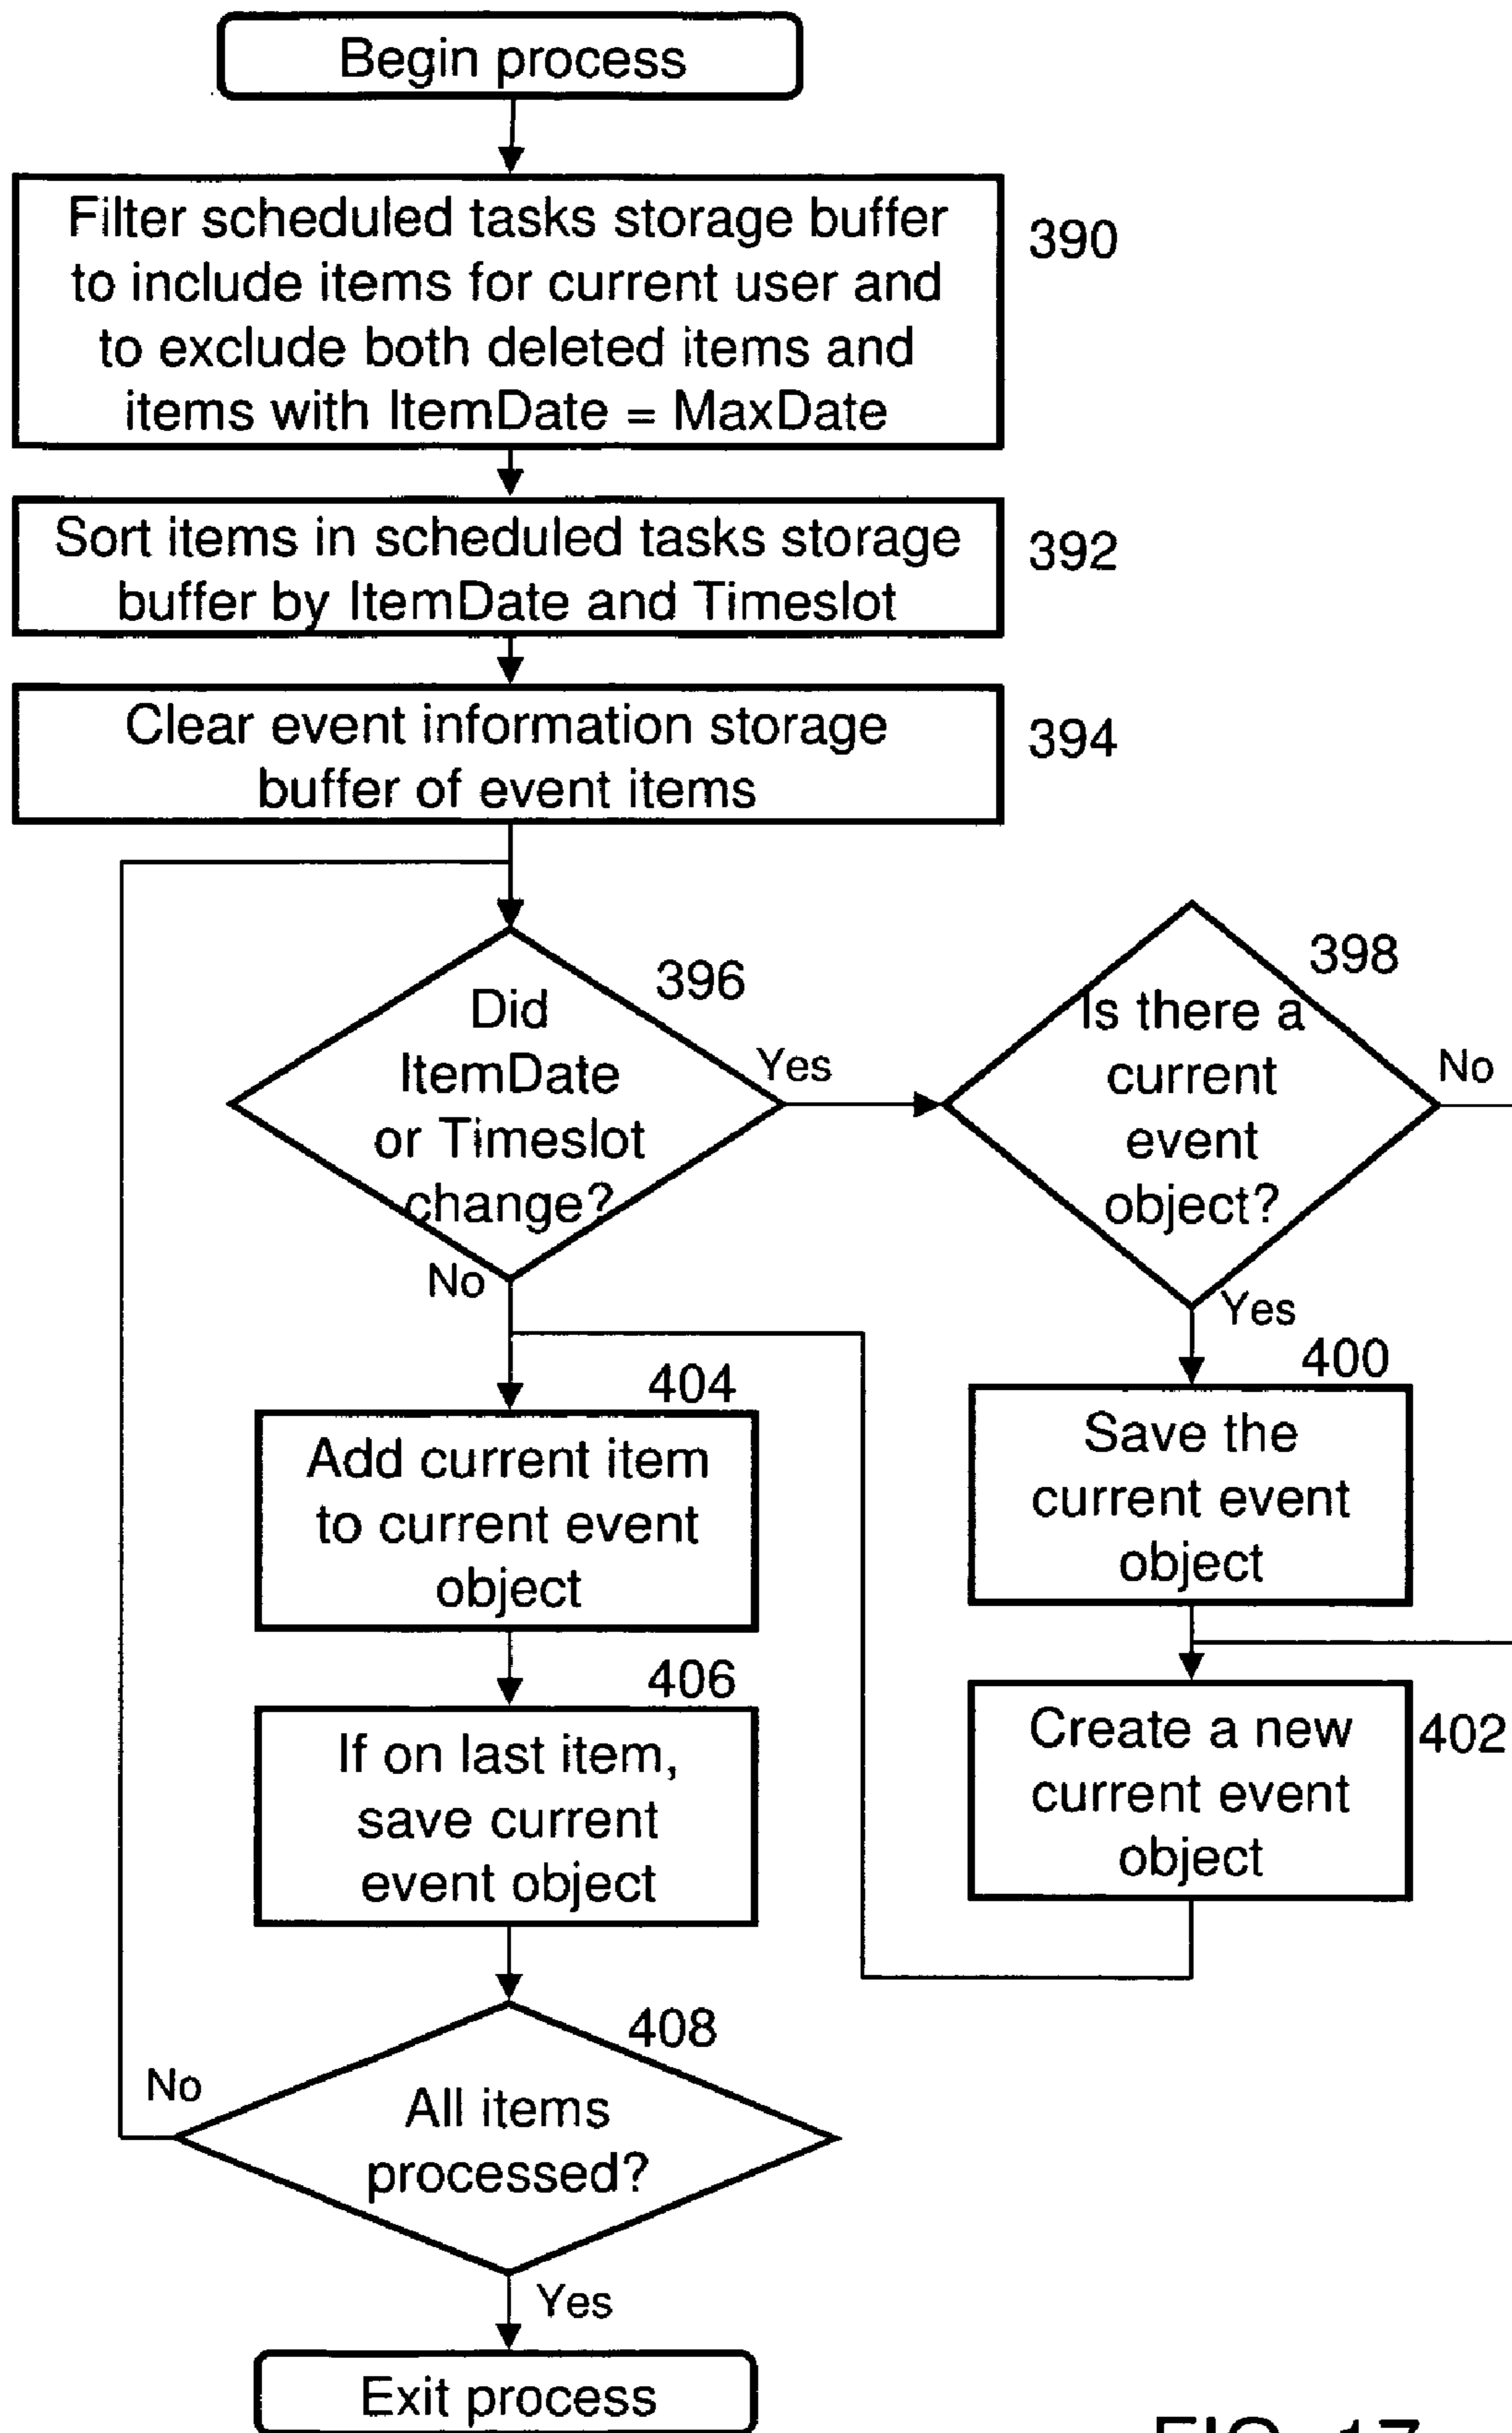 Begin process
Filter scheduled tasks storage buffer
to include items for current user and
to exclude both deleted items and
items with ItemDate = MaxDate
390
Sort items in scheduled tasks storage
buffer by ItemDate and Timeslot
392
Clear event information storage
buffer of event items
394
396
Did
ItemDate
or Timeslot
change?
Yes
No
398
Is there a
current
event
object?
No
Yes
400
Save the
current event
object
402
Create a new
current event
object
404
Add current item
to current event
object
406
If on last item,
save current
event object
408
All items
processed?
No
Yes
Exit process
FIG. 17